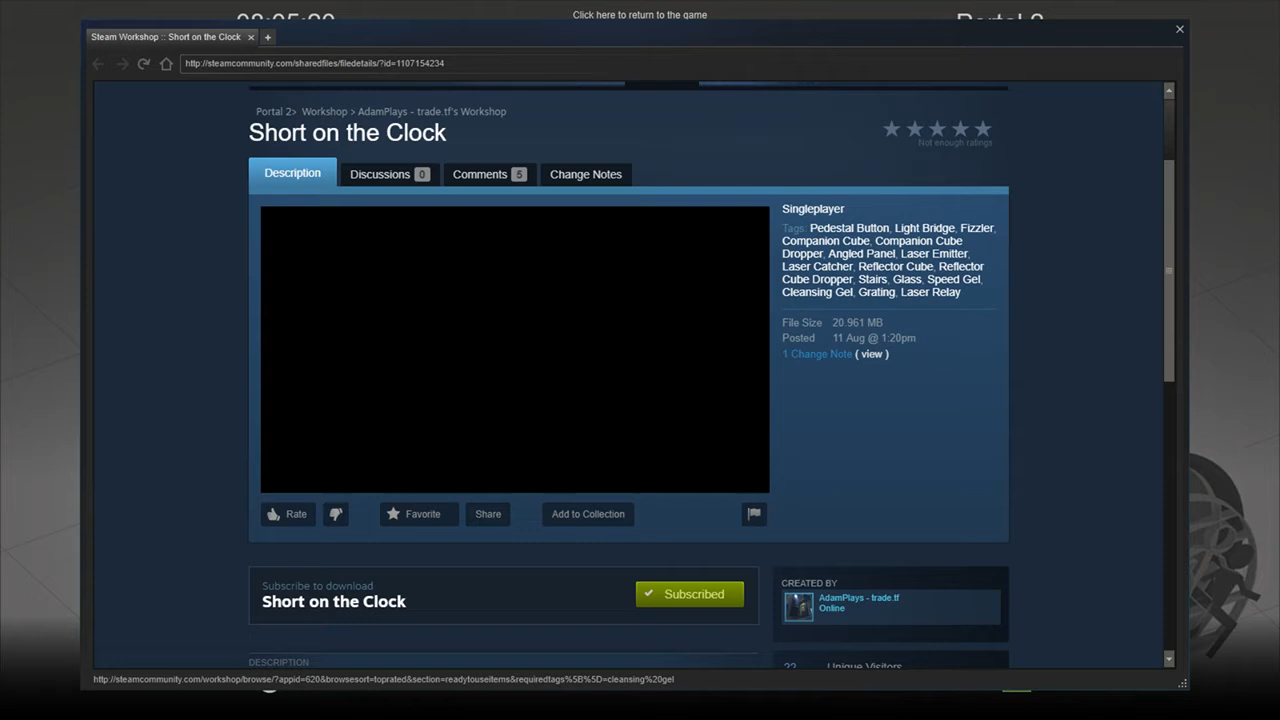 Click here to return to the game
08:05:20
Portal 2
Steam Workshop :: Short on the Clock
http://steamcommunity.com/sharedfiles/filedetails/?id=1107154234
Portal 2> Workshop > AdamPlays - trade.tf's Workshop
Short on the Clock
Not enough ratings
Description
Discussions 0
Comments 5
Change Notes
Singleplayer
Tags: Pedestal Button, Light Bridge, Fizzler,
Companion Cube, Companion Cube
Dropper, Angled Panel, Laser Emitter,
Laser Catcher, Reflector Cube, Reflector
Cube Dropper, Stairs, Glass, Speed Gel,
Cleansing Gel, Grating, Laser Relay
File Size 20.961 MB
Posted 11 Aug @ 1:20pm
1 Change Note ( view )
Rate
Favorite
Share
Add to Collection
Subscribe to download
Short on the Clock
Subscribed
CREATED BY
AdamPlays - trade.tf
Online
DESCRIPTION
22 Unique Visitors
http://steamcommunity.com/workshop/browse/?appid=620&browsesort=toprated&section=readytouseitems&requiredtags%5B%5D=cleansing%20gel